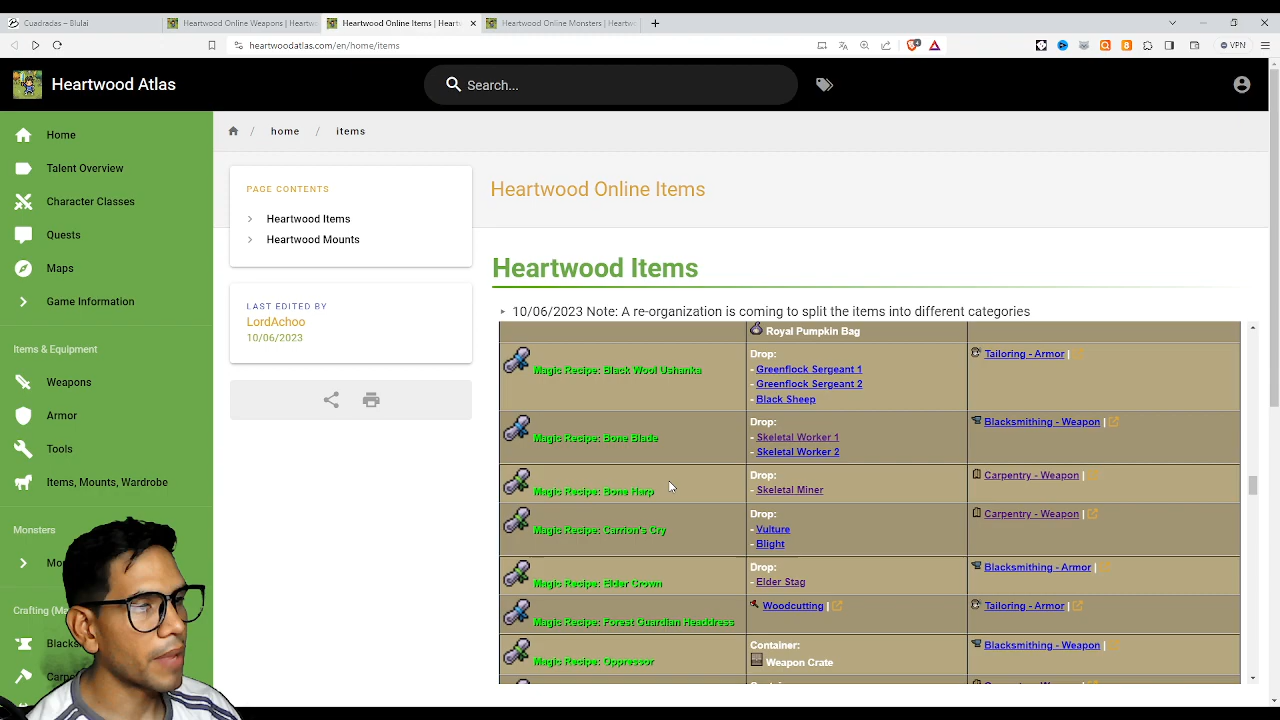 Cuadradas – Blulai
Heartwood Online Weapons | Heartw
Heartwood Online Items | Heartw
Heartwood Online Monsters | Heartw
heartwoodatlas.com/en/home/items
VPN
Heartwood Atlas
Search...
Home
Talent Overview
Character Classes
Quests
Maps
Game Information
Items & Equipment
Weapons
Armor
Tools
Items, Mounts, Wardrobe
Monsters
Mo
Crafting (Ma
Blacks
Carpe
home / items
PAGE CONTENTS
Heartwood Items
Heartwood Mounts
LAST EDITED BY
LordAchoo
10/06/2023
Heartwood Online Items
Heartwood Items
10/06/2023 Note: A re-organization is coming to split the items into different categories
Royal Pumpkin Bag
Magic Recipe: Black Wool Ushanka
Drop:
- Greenflock Sergeant 1
- Greenflock Sergeant 2
- Black Sheep
Tailoring - Armor |
Magic Recipe: Bone Blade
Drop:
- Skeletal Worker 1
- Skeletal Worker 2
Blacksmithing - Weapon |
Magic Recipe: Bone Harp
Drop:
- Skeletal Miner
Carpentry - Weapon |
Magic Recipe: Carrion's Cry
Drop:
- Vulture
- Blight
Carpentry - Weapon |
Magic Recipe: Elder Crown
Drop:
- Elder Stag
Blacksmithing - Armor |
Magic Recipe: Forest Guardian Headdress
Woodcutting |
Tailoring - Armor |
Magic Recipe: Oppressor
Container:
Weapon Crate
Blacksmithing - Weapon |